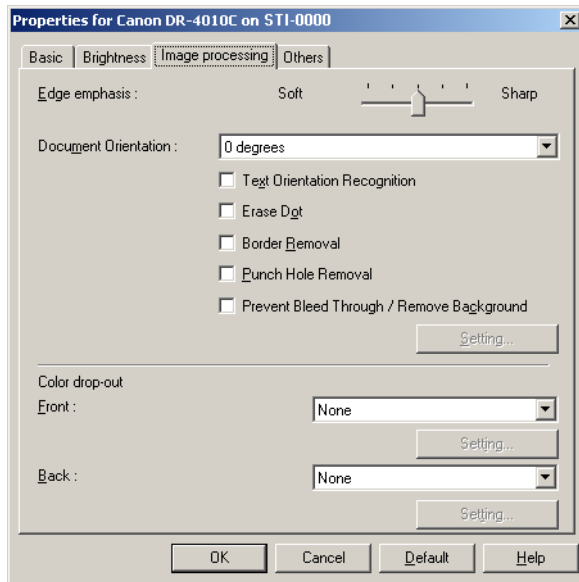 Properties for Canon DR-4010C on STI-0000
Basic Brightness Image processing Others
Edge emphasis : Soft Sharp
Document Orientation : 0 degrees
Text Orientation Recognition
Erase Dot
Border Removal
Punch Hole Removal
Prevent Bleed Through / Remove Background
Setting...
Color drop-out
Front : None
Setting...
Back : None
Setting...
OK Cancel Default Help